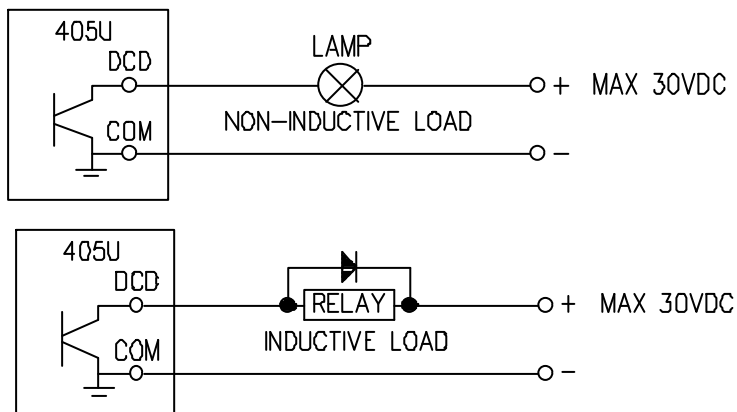 405U
DCD
LAMP
+ MAX 30VDC
COM
NON-INDUCTIVE LOAD
-
405U
DCD
RELAY
+ MAX 30VDC
INDUCTIVE LOAD
COM
-